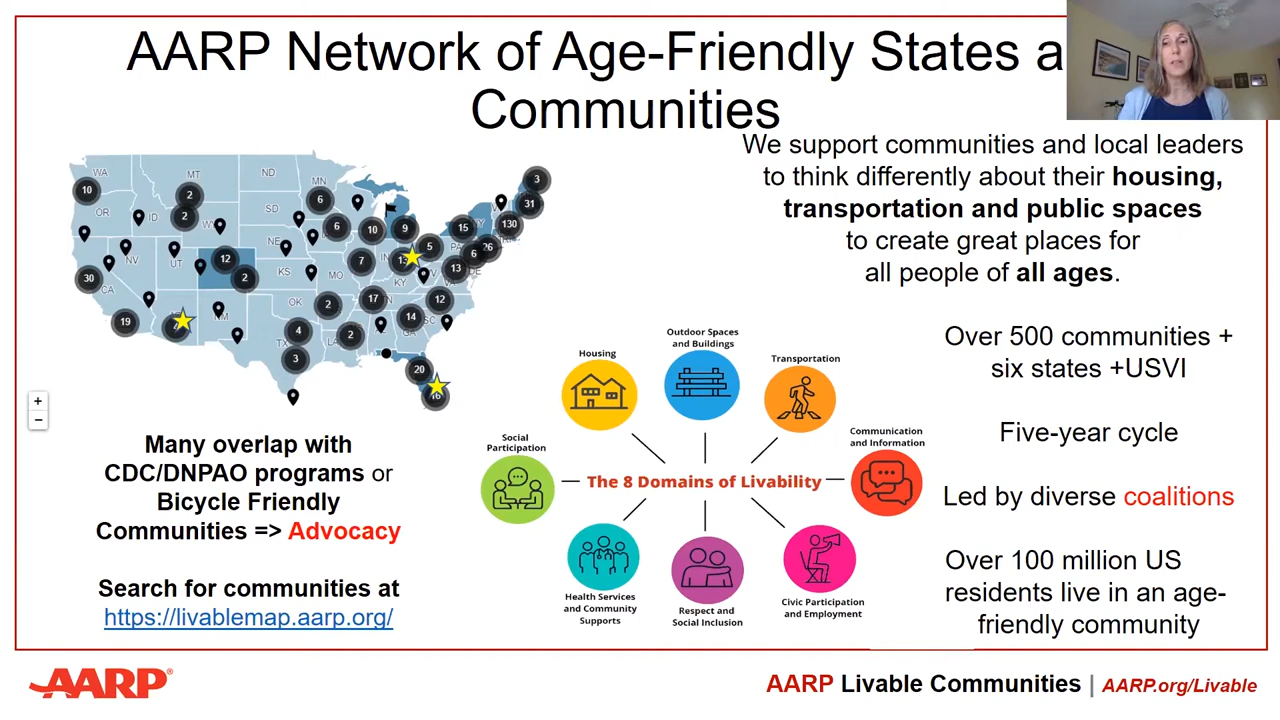 AARP Network of Age-Friendly States a
Communities
We support communities and local leaders
to think differently about their housing,
transportation and public spaces
to create great places for
all people of all ages.
Over 500 communities +
six states +USVI
Five-year cycle
Led by diverse coalitions
Over 100 million US
residents live in an age-
friendly community
WA
MT
ND
MN
10
2
6
3
OR
ID
2
SD
31
WY
6
10
9
15
130
NV
UT
12
NE
5
PA
26
6
DE
30
CA
2
KS
MO
7
IN
KY
13
19
OK
2
17
12
NM
4
2
14
SC
GA
TX
LA
3
20
16
+
−
Many overlap with
CDC/DNPAO programs or
Bicycle Friendly
Communities => Advocacy
Search for communities at
https://livablemap.aarp.org/
Outdoor Spaces
and Buildings
Housing
Transportation
Social
Participation
Communication
and Information
The 8 Domains of Livability
Health Services
and Community
Supports
Respect and
Social Inclusion
Civic Participation
and Employment
AARP®
AARP Livable Communities | AARP.org/Livable